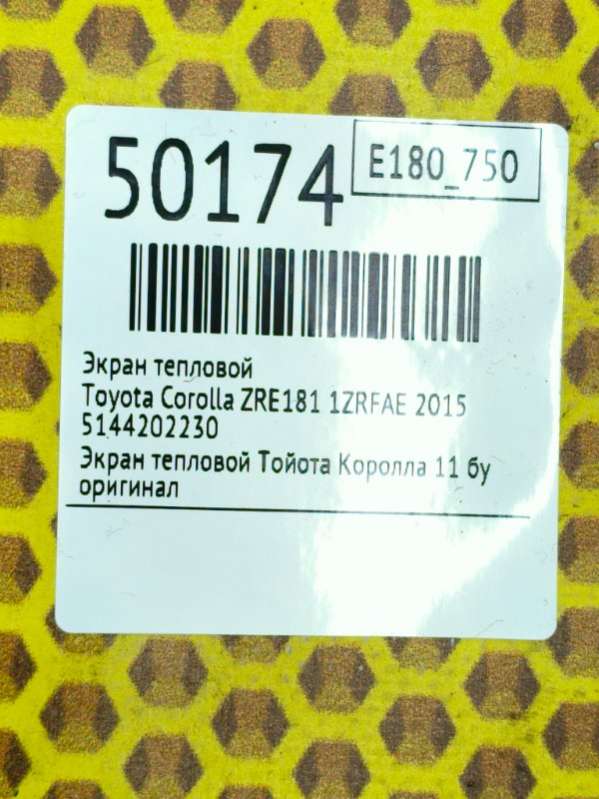 50174
E180_750
Экран тепловой
Toyota Corolla ZRE181 1ZRFAE 2015
5144202230
Экран тепловой Тойота Королла 11 бу
оригинал